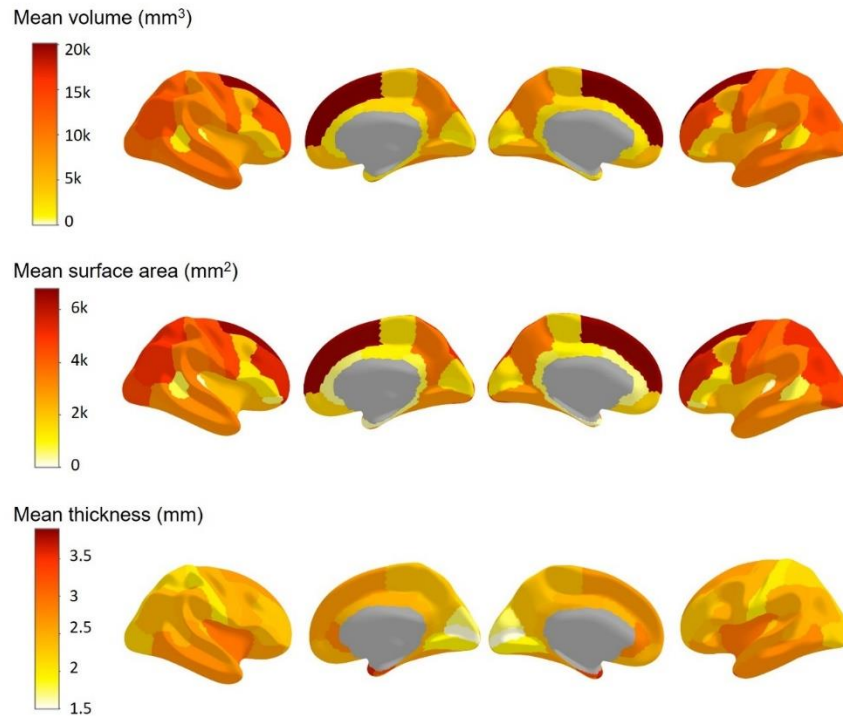 Mean volume (mm³)
20k
15k
10k
5k
0
Mean surface area (mm²)
6k
4k
2k
0
Mean thickness (mm)
3.5
3
2.5
2
1.5